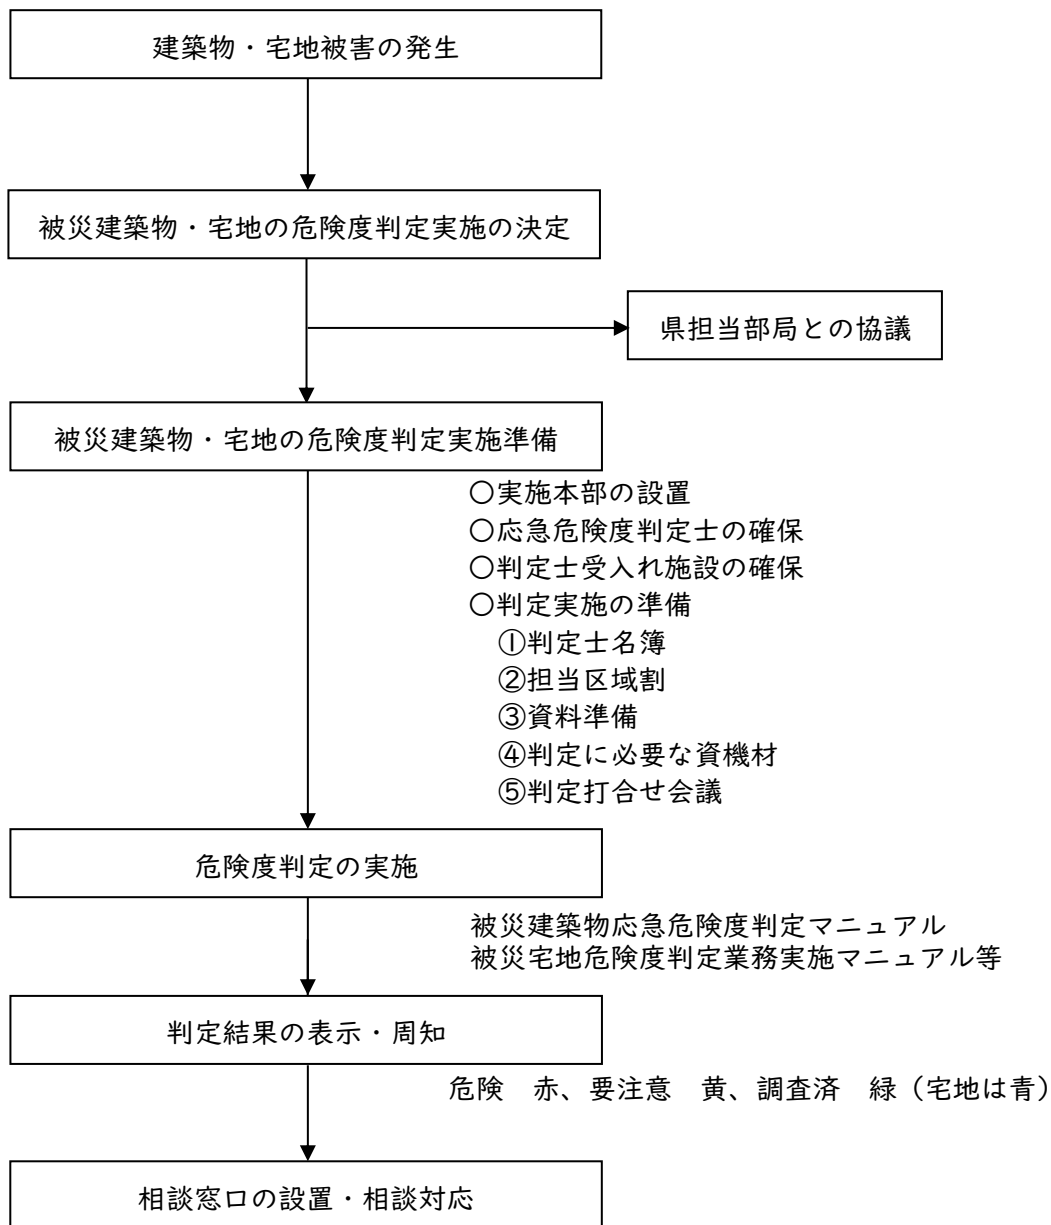 建築物・宅地被害の発生
被災建築物・宅地の危険度判定実施の決定
県担当部局との協議
被災建築物・宅地の危険度判定実施準備
○実施本部の設置
○応急危険度判定士の確保
○判定士受入れ施設の確保
○判定実施の準備
①判定士名簿
②担当区域割
③資料準備
④判定に必要な資機材
⑤判定打合せ会議
危険度判定の実施
被災建築物応急危険度判定マニュアル
被災宅地危険度判定業務実施マニュアル等
判定結果の表示・周知
危険　赤、要注意　黄、調査済　緑（宅地は青）
相談窓口の設置・相談対応